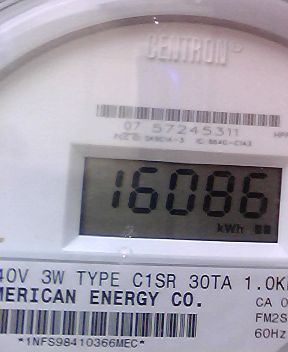 CENTRON®
07 57245311
16086
kWh
40V 3W TYPE C1SR 30TA 1.0K
MERICAN ENERGY CO.
CA 0
FM2S
60Hz
*1NFS98410366MEC*